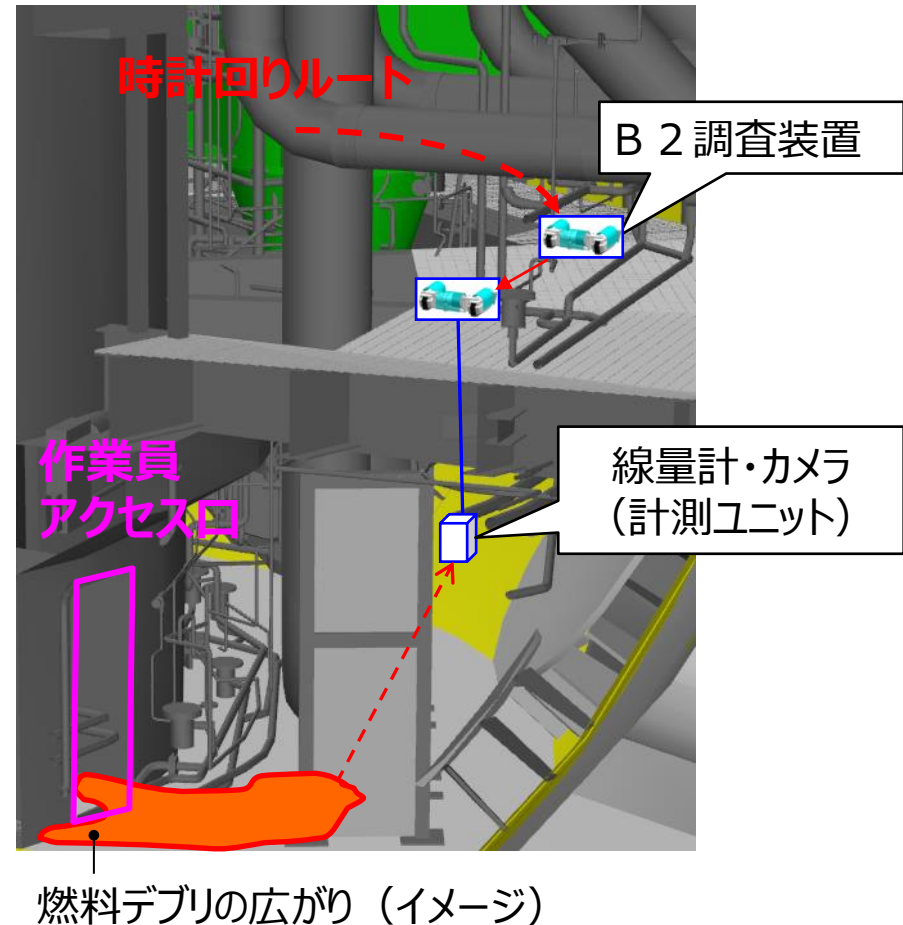 時計回りルート
B2調査装置
作業員
アクセス口
線量計・カメラ
(計測ユニット)
燃料デブリの広がり(イメージ)